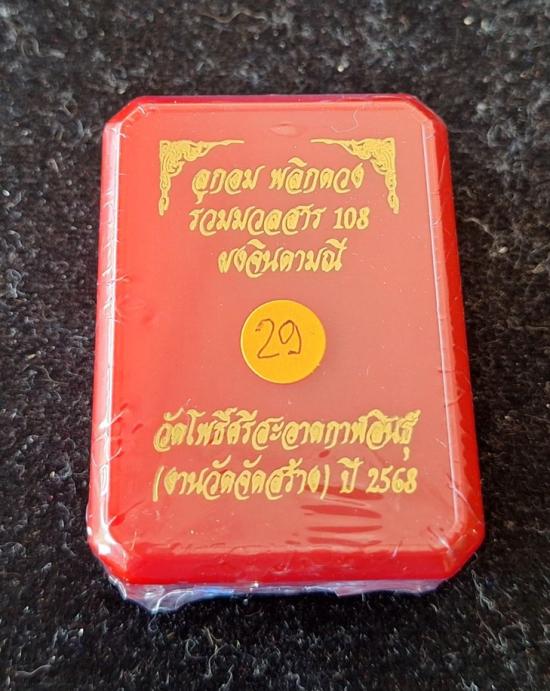 ลูกอม พลิกดวง
รวมมวลสาร 108
ผงจินดามณี
29
วัดโพธิ์ศรีสะอาดกาฬสินธุ์
(งานวัดจัดสร้าง) ปี 2568